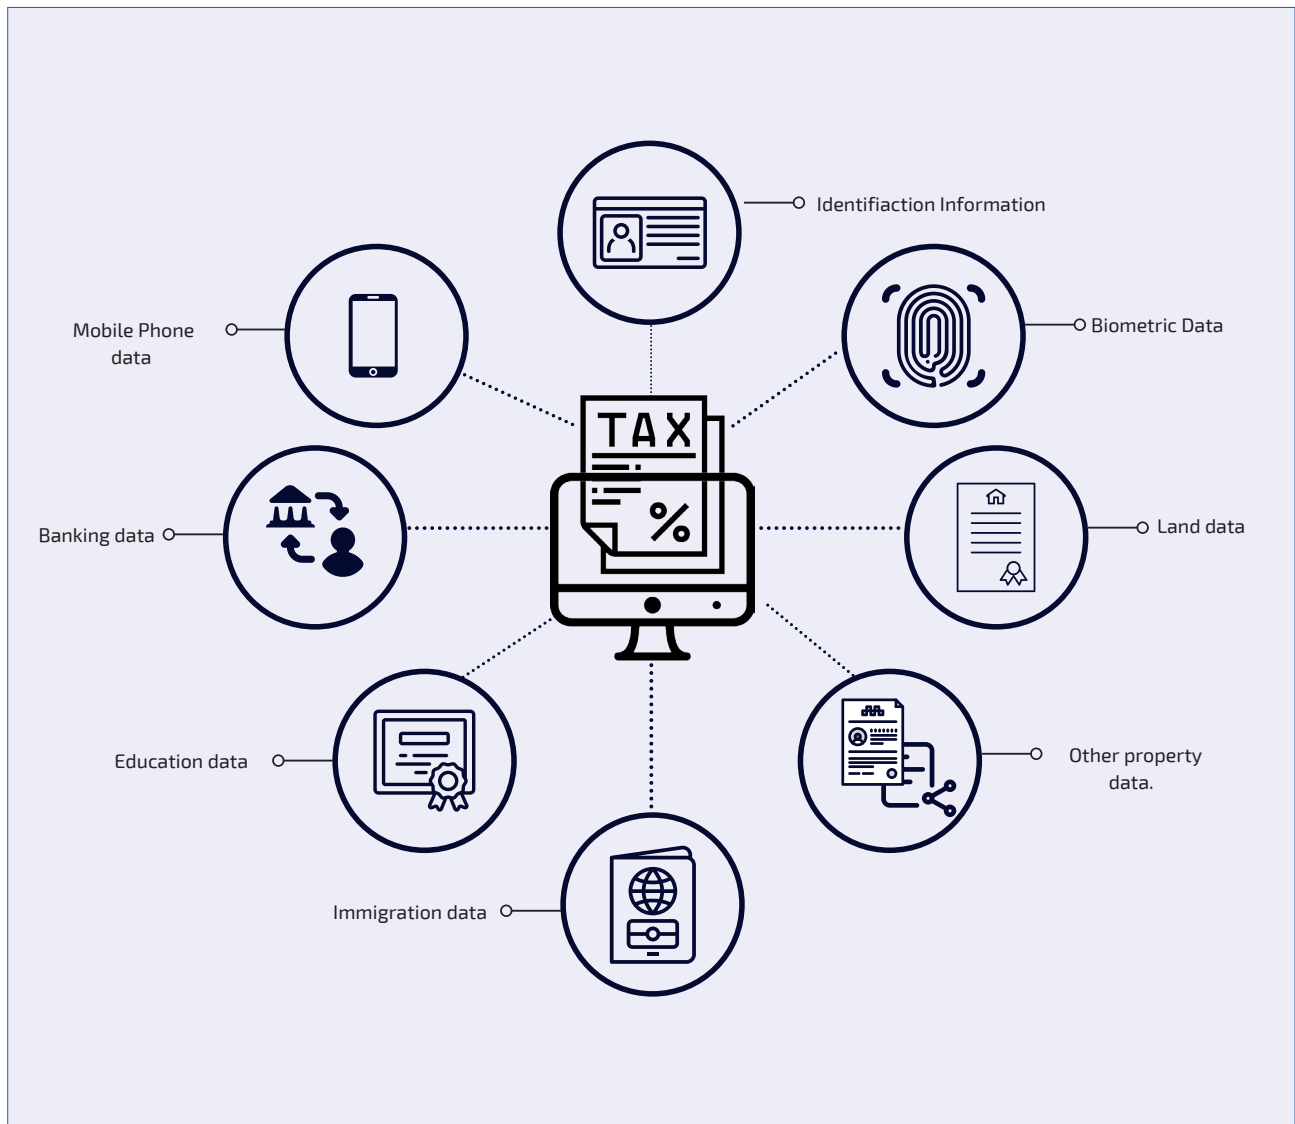 Identifiaction Information
Mobile Phone
data
Biometric Data
TAX
%
Banking data
Land data
Education data
Other property
data.
Immigration data